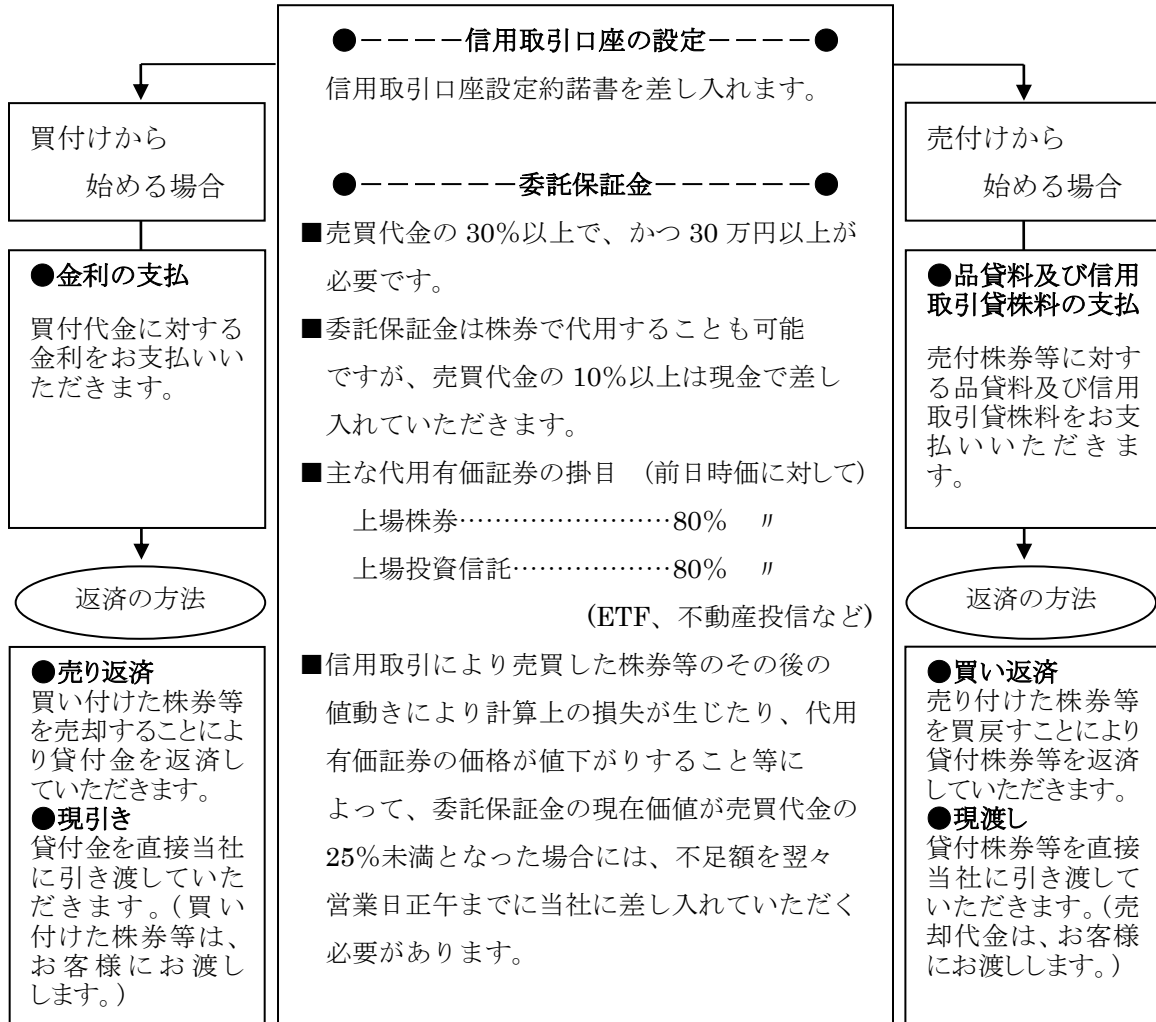 ●－－－－信用取引口座の設定－－－－●
信用取引口座設定約諾書を差し入れます。
●－－－－－－委託保証金－－－－－－●
■売買代金の 30％以上で、かつ 30 万円以上が
必要です。
■委託保証金は株券で代用することも可能
ですが、売買代金の 10％以上は現金で差し
入れていただきます。
■主な代用有価証券の掛目　(前日時価に対して)
上場株券……………………80％　〃
上場投資信託………………80％　〃
(ETF、不動産投信など)
■信用取引により売買した株券等のその後の
値動きにより計算上の損失が生じたり、代用
有価証券の価格が値下がりすること等に
よって、委託保証金の現在価値が売買代金の
25％未満となった場合には、不足額を翌々
営業日正午までに当社に差し入れていただく
必要があります。
買付けから
始める場合
●金利の支払
買付代金に対する
金利をお支払いい
ただきます。
返済の方法
●売り返済
買い付けた株券等
を売却することによ
り貸付金を返済し
ていただきます。
●現引き
貸付金を直接当社
に引き渡していた
だきます。（買い
付けた株券等は、
お客様にお渡し
します。）
売付けから
始める場合
●品貸料及び信用
取引貸株料の支払
売付株券等に対す
る品貸料及び信用
取引貸株料をお支
払いいただきま
す。
返済の方法
●買い返済
売り付けた株券等
を買戻すことにより
貸付株券等を返済
していただきます。
●現渡し
貸付株券等を直接
当社に引き渡して
いただきます。（売
却代金は、お客様
にお渡しします。）